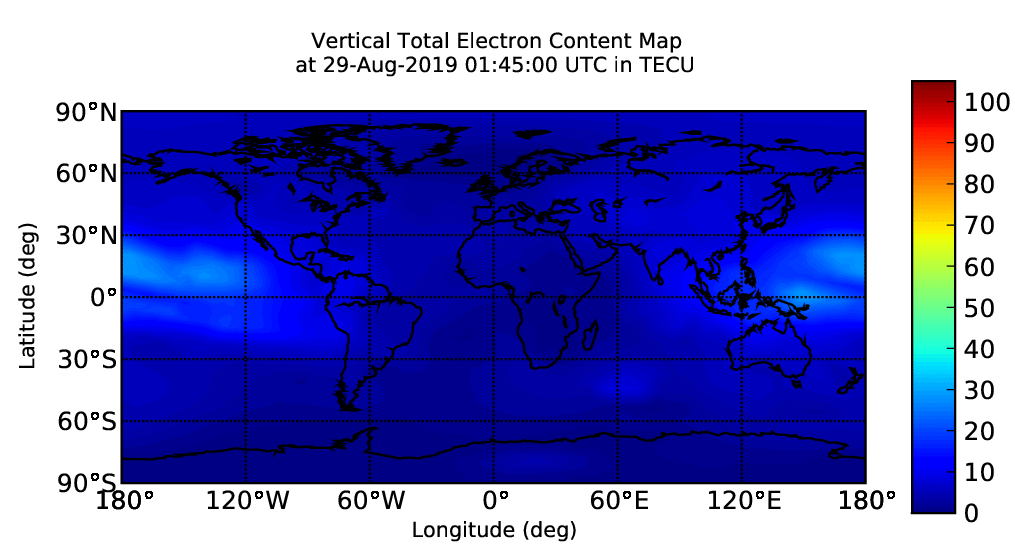 Vertical Total Electron Content Map
at 29-Aug-2019 01:45:00 UTC in TECU
90°N
60°N
30°N
0°
30°S
60°S
90°S
Latitude (deg)
180°
120°W
60°W
0°
60°E
120°E
180°
Longitude (deg)
100
90
80
70
60
50
40
30
20
10
0